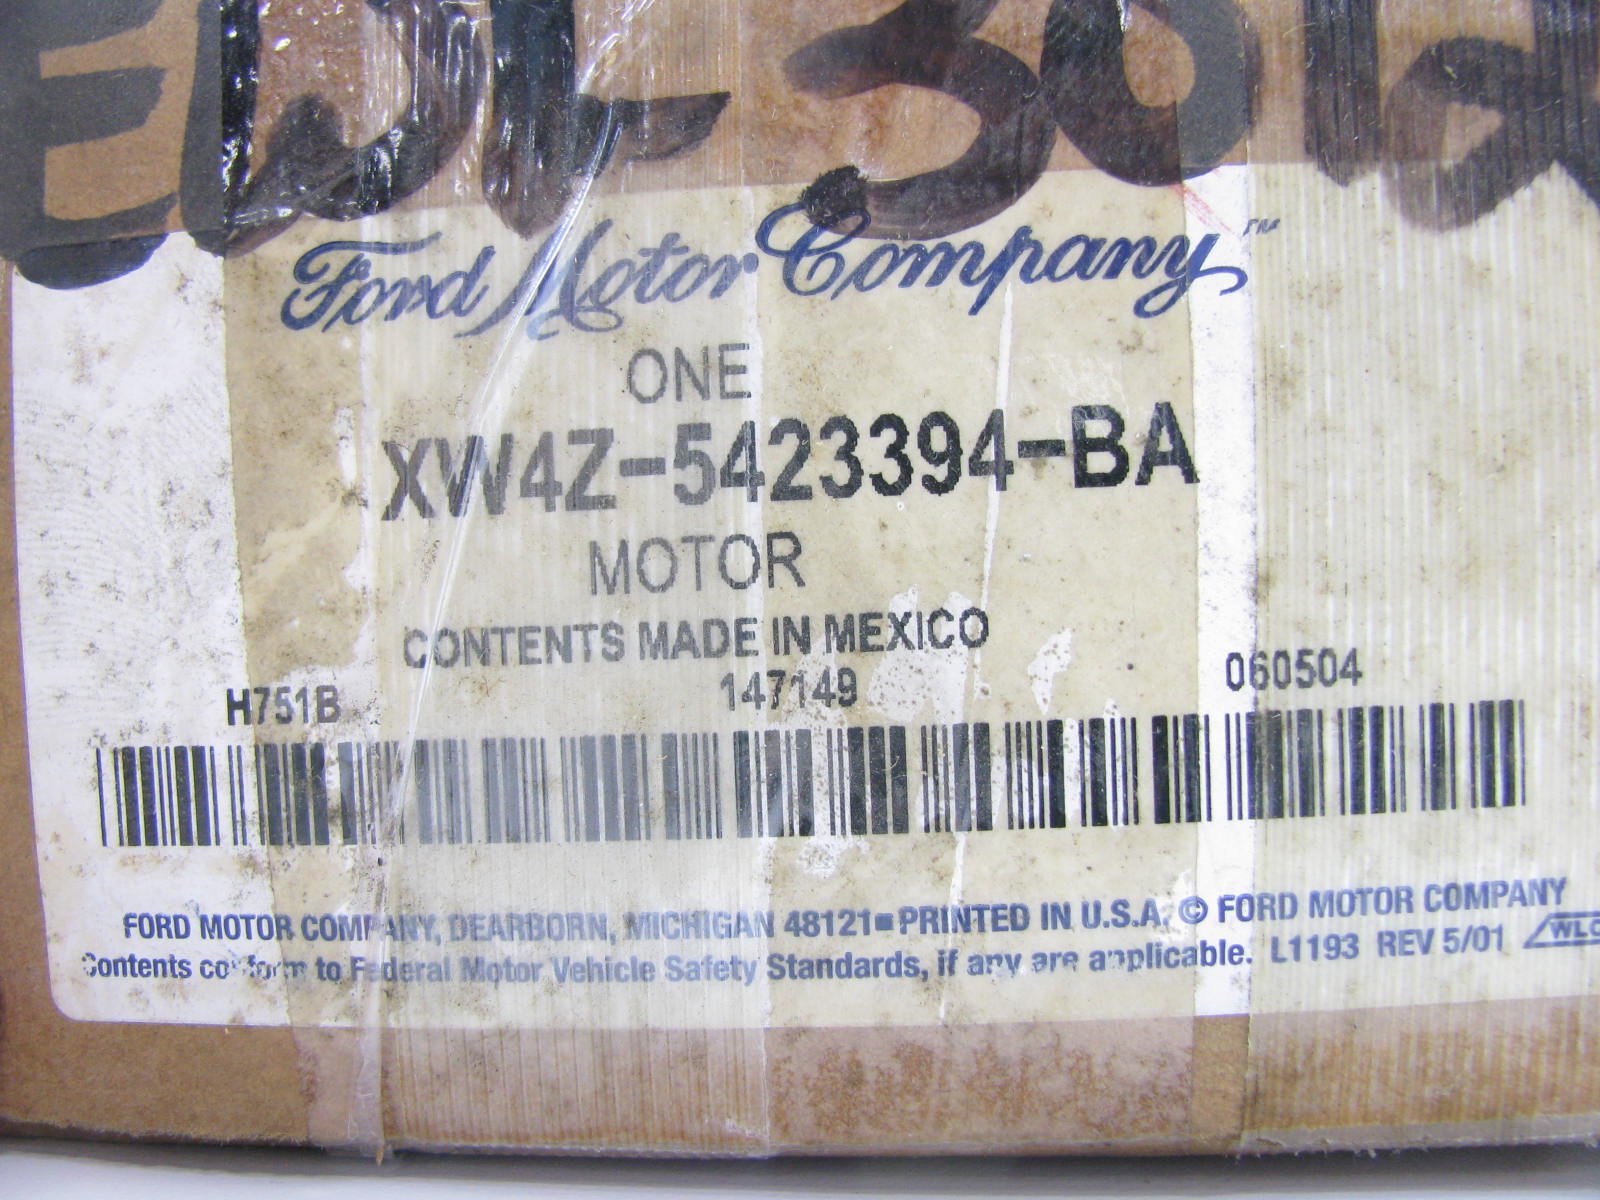 Ford Motor Company™
ONE
XW4Z-5423394-BA
MOTOR
CONTENTS MADE IN MEXICO
H751B 147149 060504
FORD MOTOR COMPANY, DEARBORN, MICHIGAN 48121 ■ PRINTED IN U.S.A. © FORD MOTOR COMPANY
Contents conform to Federal Motor Vehicle Safety Standards, if any are applicable. L1193 REV 5/01 WLC